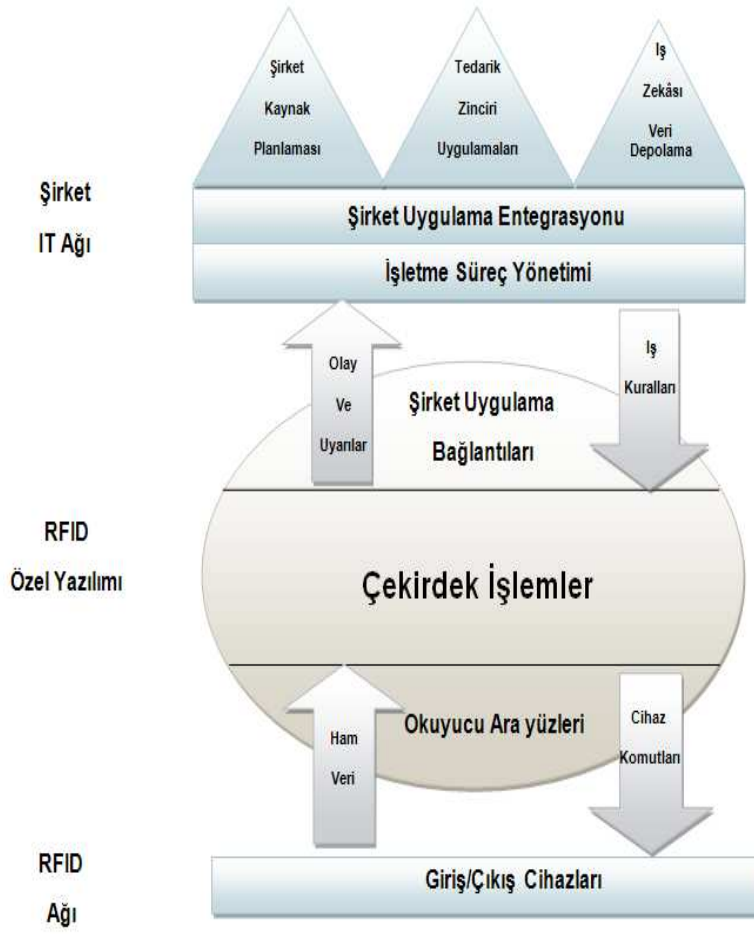 Şirket
Kaynak
Planlaması
Tedarik
Zinciri
Uygulamaları
Iş
Zekâsı
Veri
Depolama
Şirket
IT Ağı
Şirket Uygulama Entegrasyonu
İşletme Süreç Yönetimi
Olay
Ve
Uyarılar
Şirket Uygulama
Bağlantıları
Iş
Kuralları
RFID
Özel Yazılımı
Çekirdek İşlemler
Ham
Veri
Okuyucu Ara yüzleri
Cihaz
Komutları
RFID
Ağı
Giriş/Çıkış Cihazları